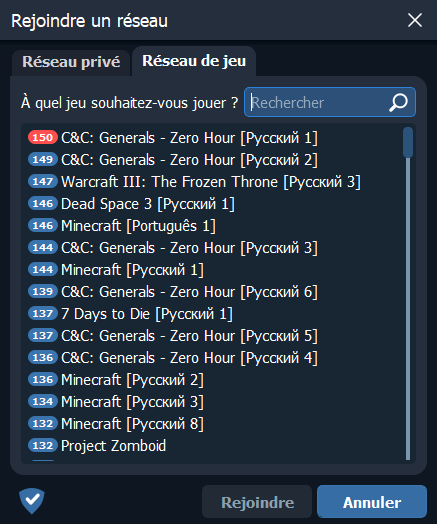 Rejoindre un réseau
Réseau privé
Réseau de jeu
À quel jeu souhaitez-vous jouer ?
Rechercher
150 C&C: Generals - Zero Hour [Русский 1]
149 C&C: Generals - Zero Hour [Русский 2]
147 Warcraft III: The Frozen Throne [Русский 3]
146 Dead Space 3 [Русский 1]
146 Minecraft [Português 1]
144 C&C: Generals - Zero Hour [Русский 3]
144 Minecraft [Русский 1]
139 C&C: Generals - Zero Hour [Русский 6]
137 7 Days to Die [Русский 1]
137 C&C: Generals - Zero Hour [Русский 5]
136 C&C: Generals - Zero Hour [Русский 4]
136 Minecraft [Русский 2]
134 Minecraft [Русский 3]
132 Minecraft [Русский 8]
132 Project Zomboid
Rejoindre
Annuler